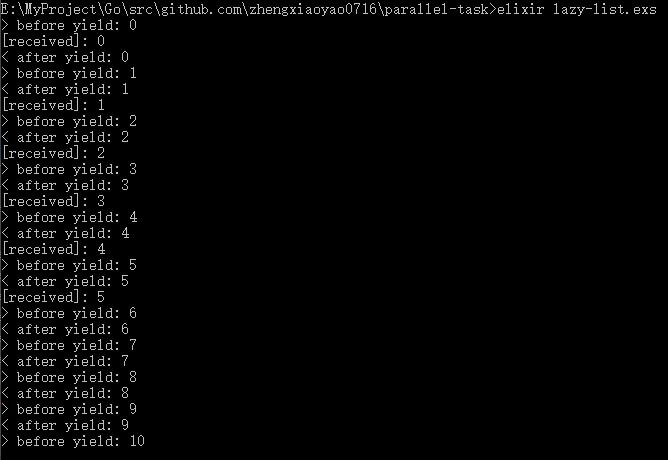 E:\MyProject\Go\src\github.com\zhengxiaoyao0716\parallel-task>elixir lazy-list.exs
> before yield: 0
[received]: 0
< after yield: 0
> before yield: 1
< after yield: 1
[received]: 1
> before yield: 2
< after yield: 2
[received]: 2
> before yield: 3
< after yield: 3
[received]: 3
> before yield: 4
< after yield: 4
[received]: 4
> before yield: 5
< after yield: 5
[received]: 5
> before yield: 6
< after yield: 6
> before yield: 7
< after yield: 7
> before yield: 8
< after yield: 8
> before yield: 9
< after yield: 9
> before yield: 10